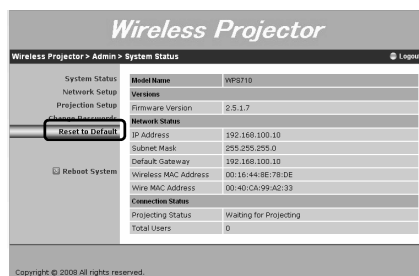 Wireless Projector
Wireless Projector > Admin > System Status
Logout
System Status
Network Setup
Projection Setup
Change Passwords
Reset to Default
Reboot System
Model Name WPS710
Versions
Firmware Version 2.5.1.7
Network Status
IP Address 192.168.100.10
Subnet Mask 255.255.255.0
Default Gateway 192.168.100.10
Wireless MAC Address 00:16:44:8E:78:DE
Wire MAC Address 00:40:CA:99:A2:33
Connection Status
Projecting Status Waiting for Projecting
Total Users 0
Copyright © 2008 All rights reserved.